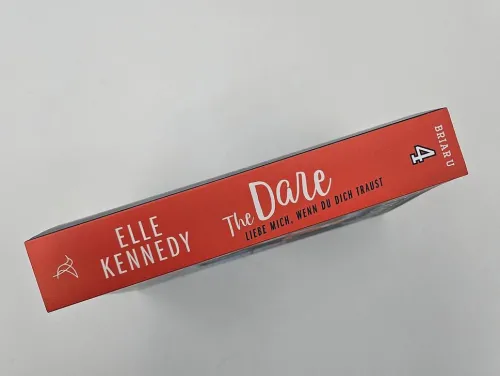 ELLE
KENNEDY
The Dare
LIEBE MICH, WENN DU DICH TRAUST
4
BRIAR U